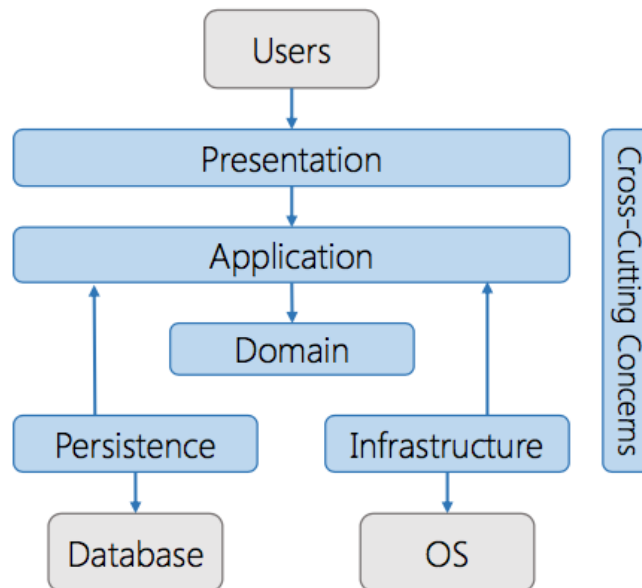 Users
Presentation
Application
Domain
Persistence
Infrastructure
Database
OS
Cross-Cutting Concerns